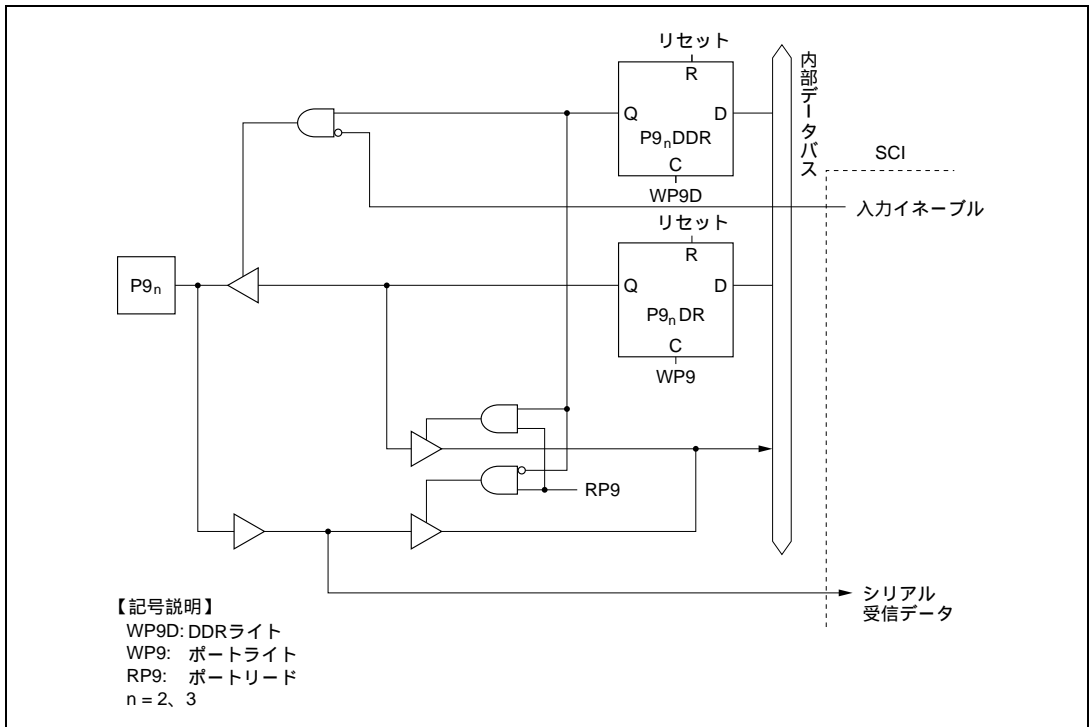 リセット
R
Q
D
P9nDDR
C
WP9D
内部データバス
SCI
入力イネーブル
リセット
R
P9n
Q
D
P9nDR
C
WP9
RP9
シリアル
受信データ
【記号説明】
WP9D: DDRライト
WP9: ポートライト
RP9: ポートリード
n = 2、3